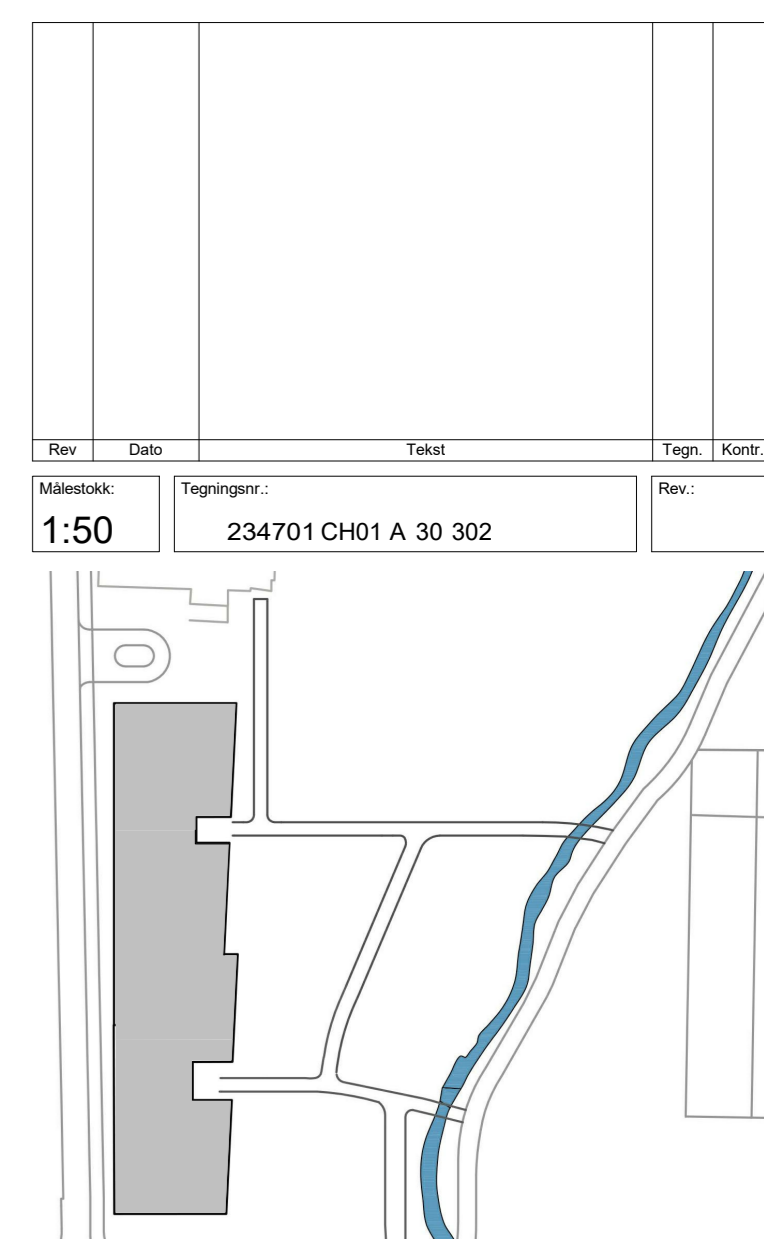 Rev Dato Tekst Tegn. Kontr.
Målestokk: Tegningsnr.: Rev.:
1:50 234701 CH01 A 30 302